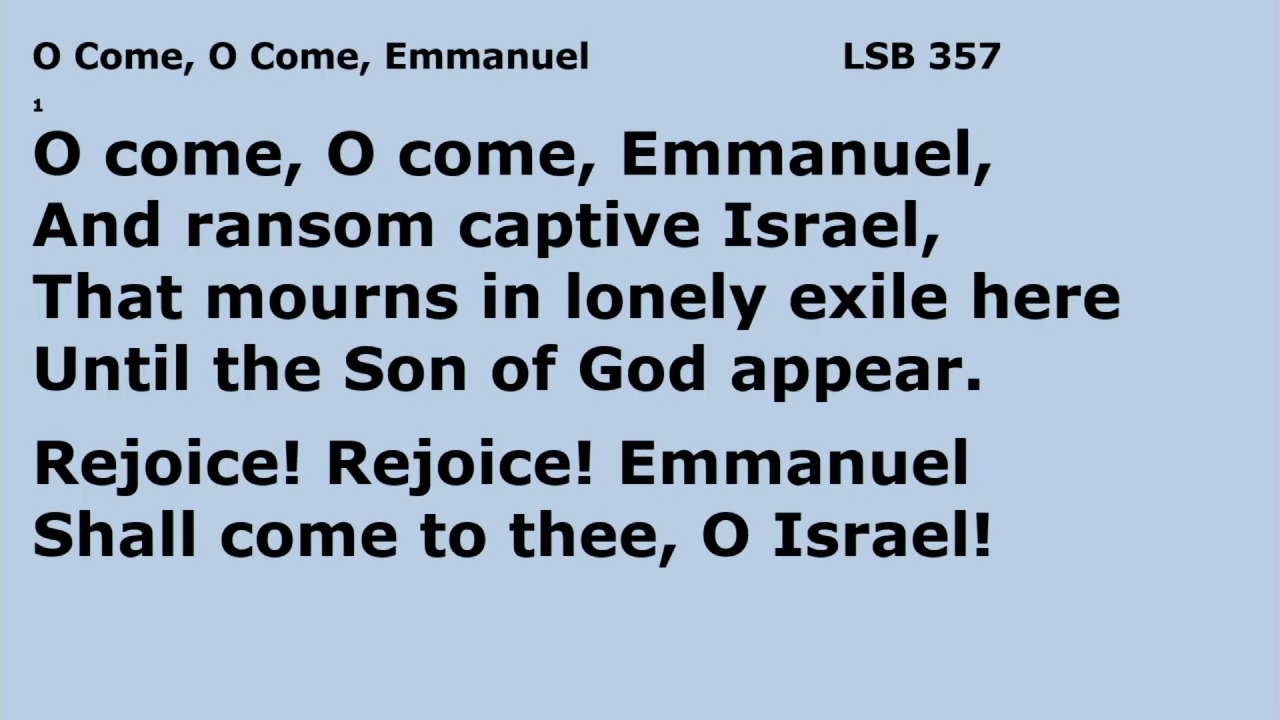 O Come, O Come, Emmanuel LSB 357
1
O come, O come, Emmanuel,
And ransom captive Israel,
That mourns in lonely exile here
Until the Son of God appear.
Rejoice! Rejoice! Emmanuel
Shall come to thee, O Israel!